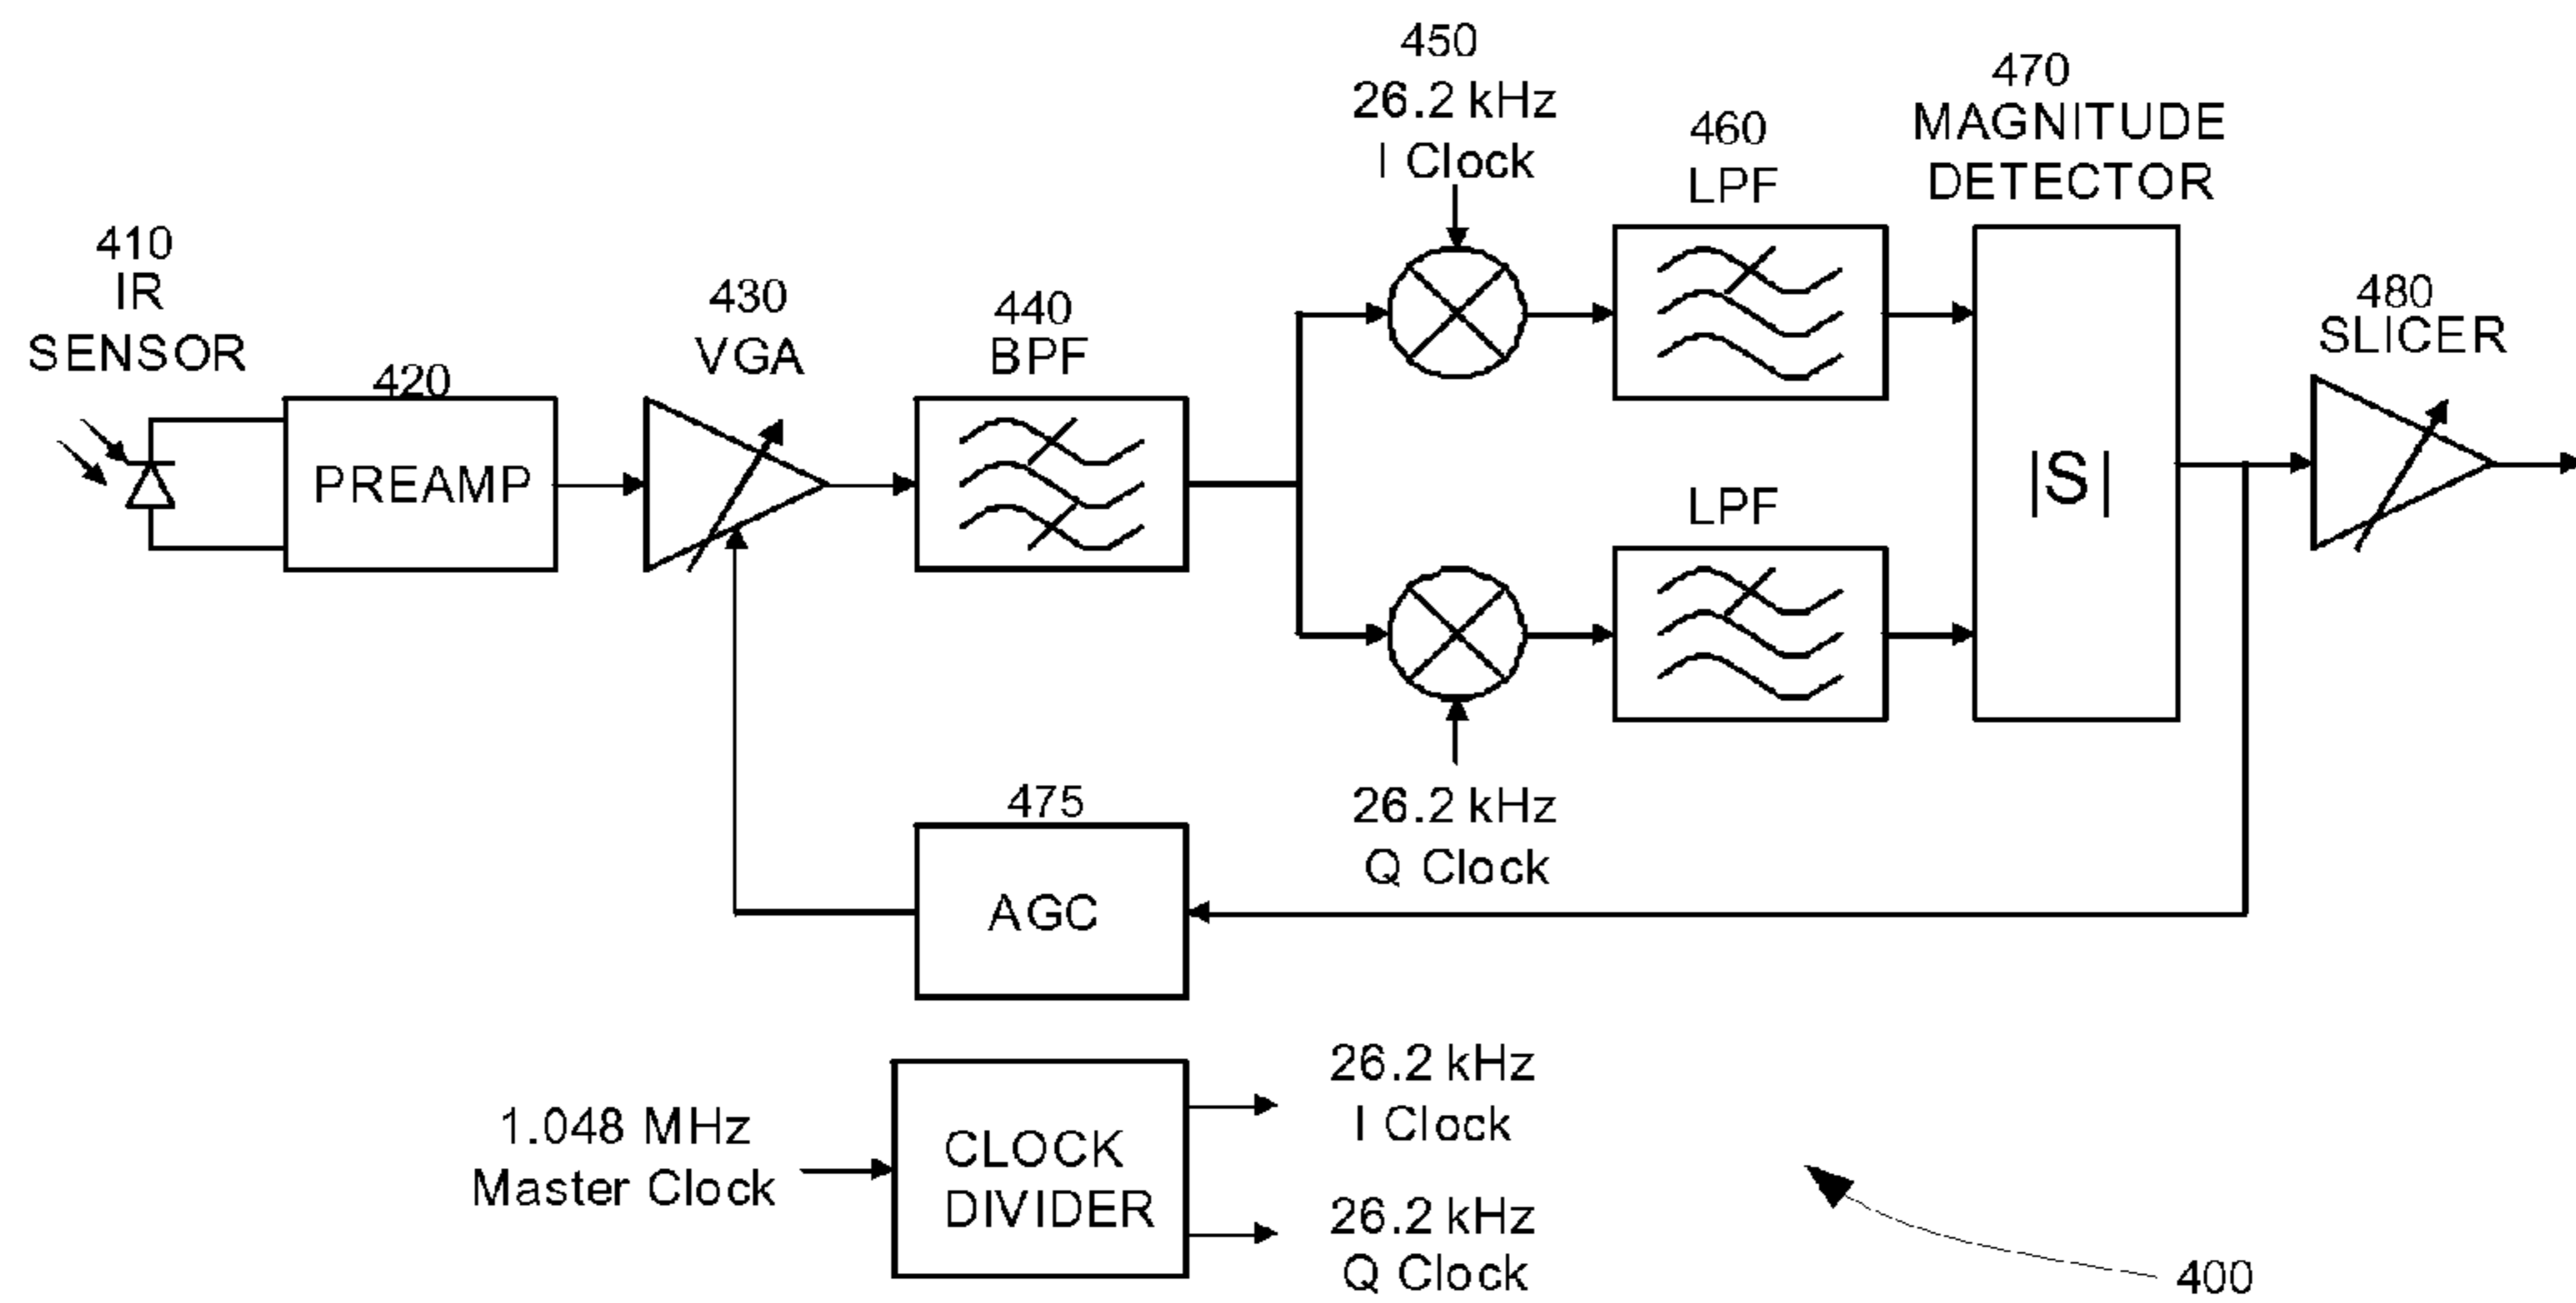 450
26.2 kHz
I Clock
460
LPF
470
MAGNITUDE
DETECTOR
410
IR
SENSOR
420
PREAMP
430
VGA
440
BPF
LPF
|S|
480
SLICER
26.2 kHz
Q Clock
475
AGC
1.048 MHz
Master Clock
CLOCK
DIVIDER
26.2 kHz
I Clock
26.2 kHz
Q Clock
400